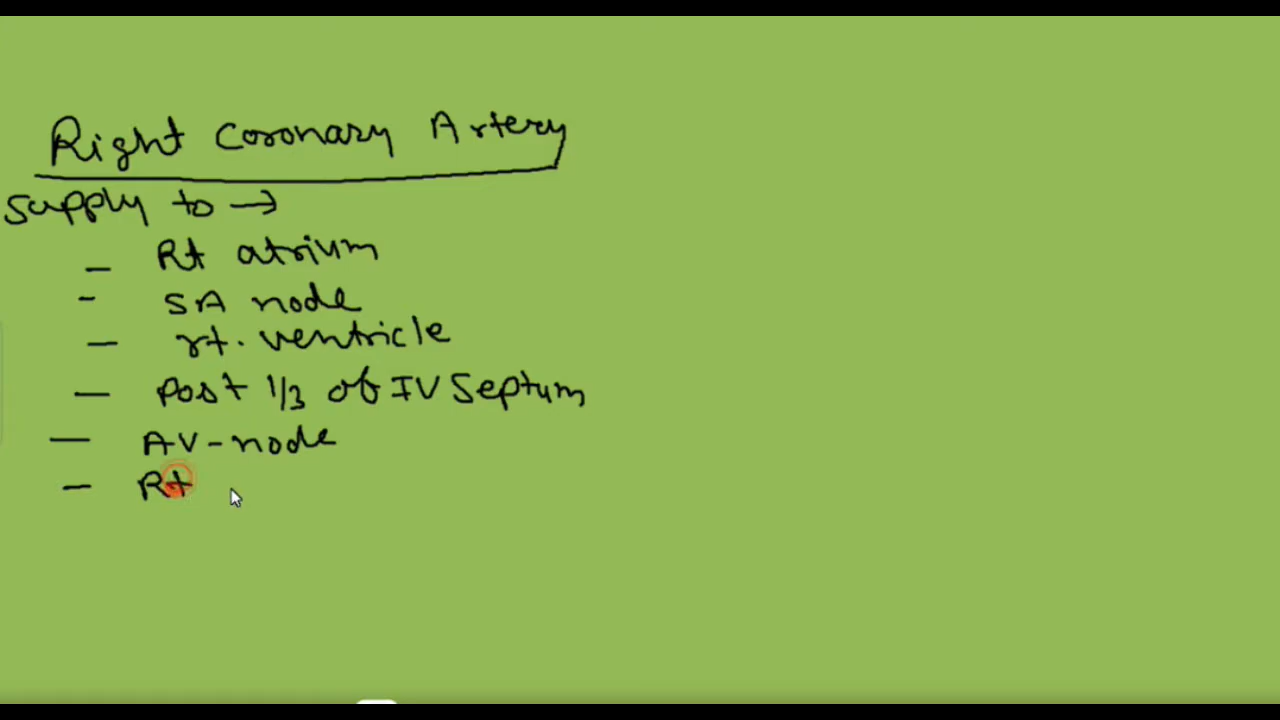 Right Coronary Artery
Supply to →
- Rt atrium
- SA node
- rt. ventricle
- Post 1/3 of IV Septum
- AV-node
- Rt